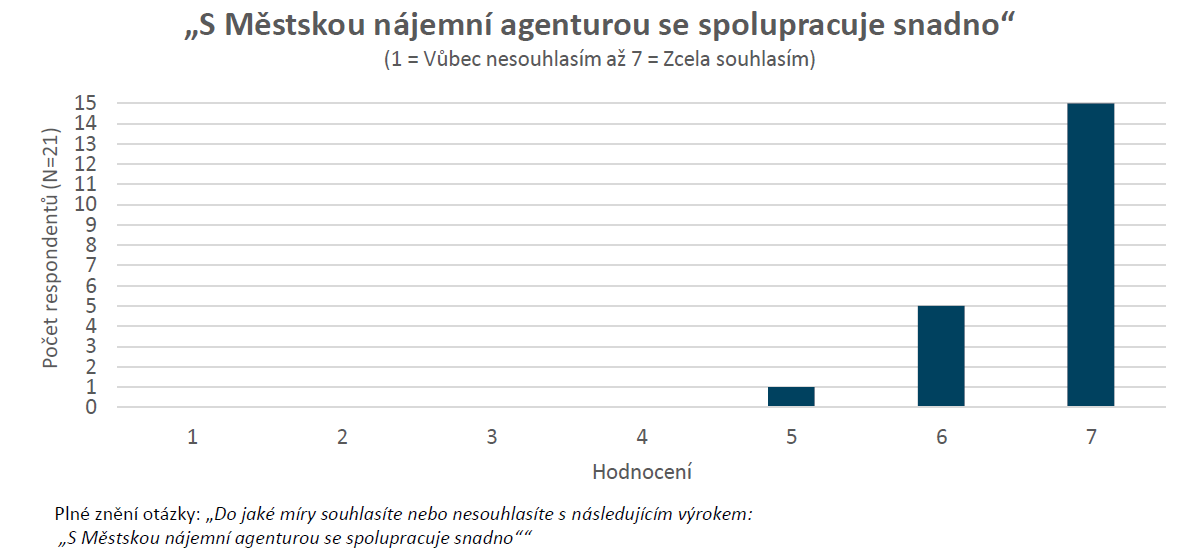 „S Městskou nájemní agenturou se spolupracuje snadno“
(1 = Vůbec nesouhlasím až 7 = Zcela souhlasím)
Počet respondentů (N=21)
15
14
13
12
11
10
9
8
7
6
5
4
3
2
1
0
1 2 3 4 5 6 7
Hodnocení
Plné znění otázky: „Do jaké míry souhlasíte nebo nesouhlasíte s následujícím výrokem:
„S Městskou nájemní agenturou se spolupracuje snadno““